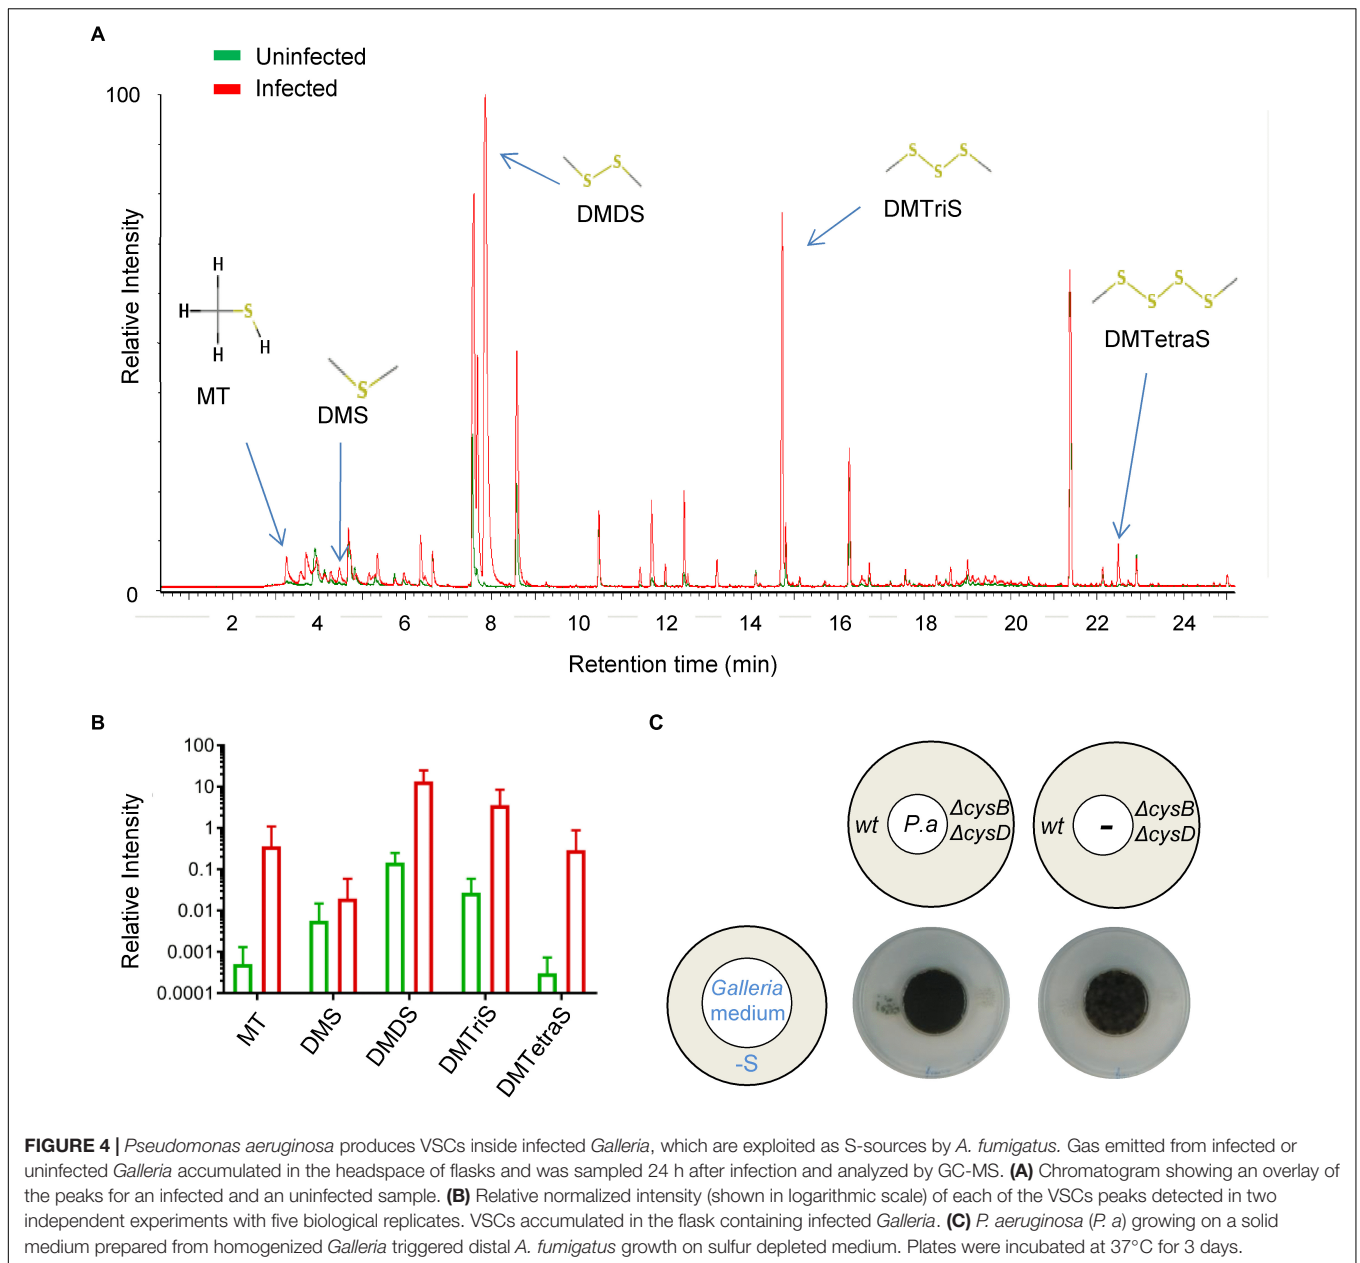 A
Uninfected
Infected
100
Relative Intensity
0
H
H
S
H
H
MT
S
DMS
S
S
DMDS
S
S
S
DMTriS
S
S
S
S
DMTetraS
2 4 6 8 10 12 14 16 18 20 22 24
Retention time (min)
B
100
10
1
0.1
0.01
0.001
0.0001
Relative Intensity
MT
DMS
DMDS
DMTriS
DMTetraS
C
wt
P.a
ΔcysB
ΔcysD
wt
-
ΔcysB
ΔcysD
Galleria
medium
-S
FIGURE 4 | Pseudomonas aeruginosa produces VSCs inside infected Galleria, which are exploited as S-sources by A. fumigatus. Gas emitted from infected or
uninfected Galleria accumulated in the headspace of flasks and was sampled 24 h after infection and analyzed by GC-MS. (A) Chromatogram showing an overlay of
the peaks for an infected and an uninfected sample. (B) Relative normalized intensity (shown in logarithmic scale) of each of the VSCs peaks detected in two
independent experiments with five biological replicates. VSCs accumulated in the flask containing infected Galleria. (C) P. aeruginosa (P. a) growing on a solid
medium prepared from homogenized Galleria triggered distal A. fumigatus growth on sulfur depleted medium. Plates were incubated at 37°C for 3 days.